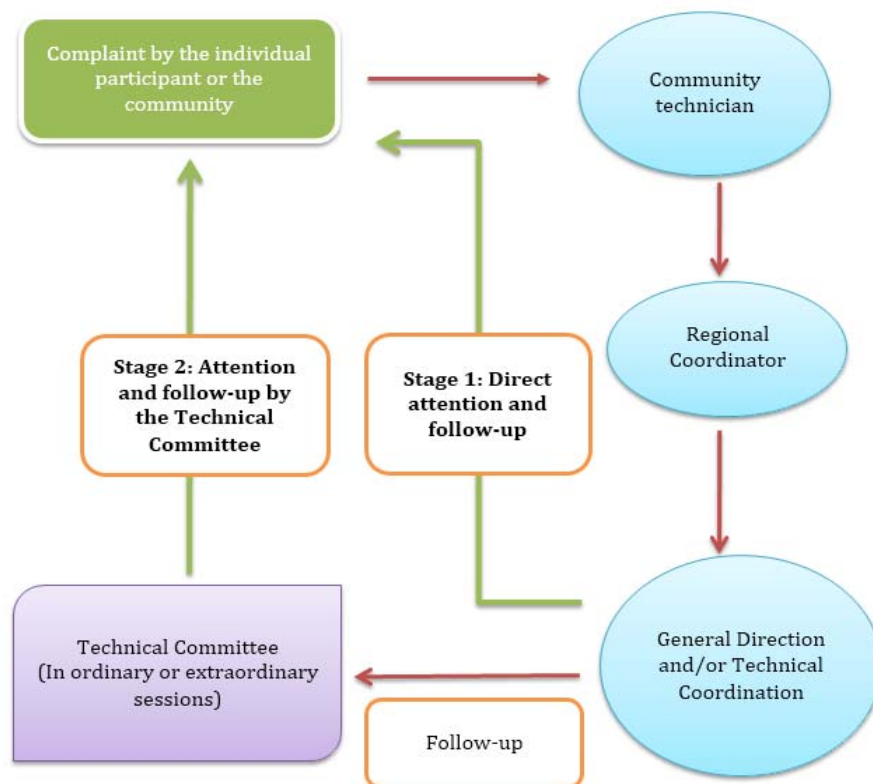 Complaint by the individual
participant or the
community
Community
technician
Regional
Coordinator
Stage 2: Attention
and follow-up by
the Technical
Committee
Stage 1: Direct
attention and
follow-up
Technical Committee
(In ordinary or extraordinary
sessions)
General Direction
and/or Technical
Coordination
Follow-up